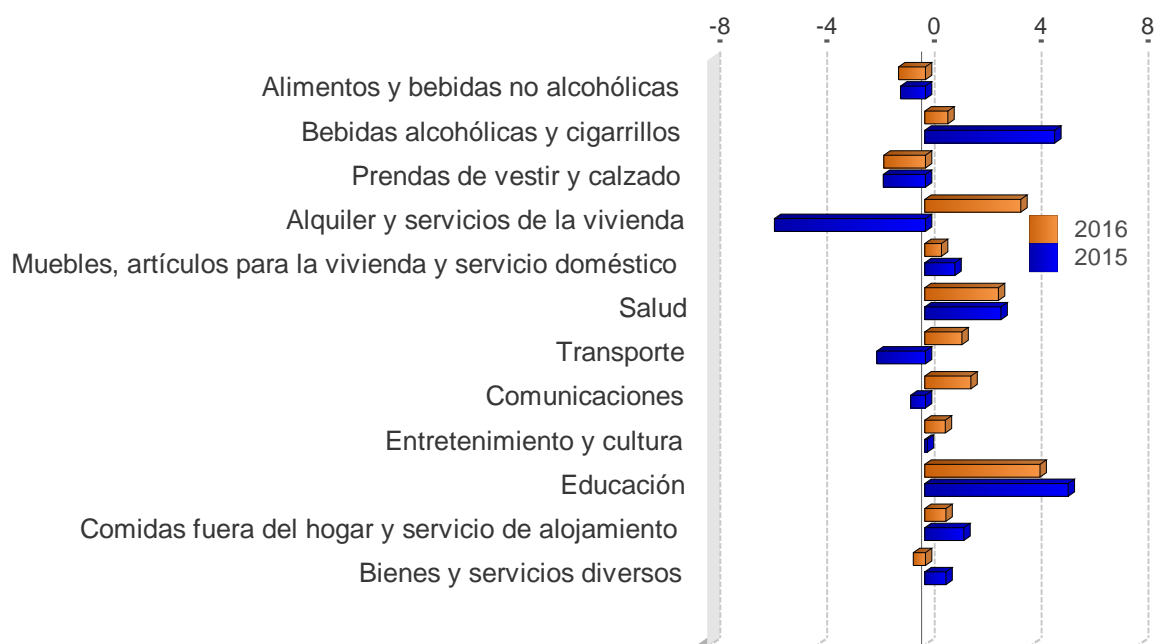 -8 -4 0 4 8
Alimentos y bebidas no alcohólicas
Bebidas alcohólicas y cigarrillos
Prendas de vestir y calzado
Alquiler y servicios de la vivienda
2016
Muebles, artículos para la vivienda y servicio doméstico
2015
Salud
Transporte
Comunicaciones
Entretenimiento y cultura
Educación
Comidas fuera del hogar y servicio de alojamiento
Bienes y servicios diversos